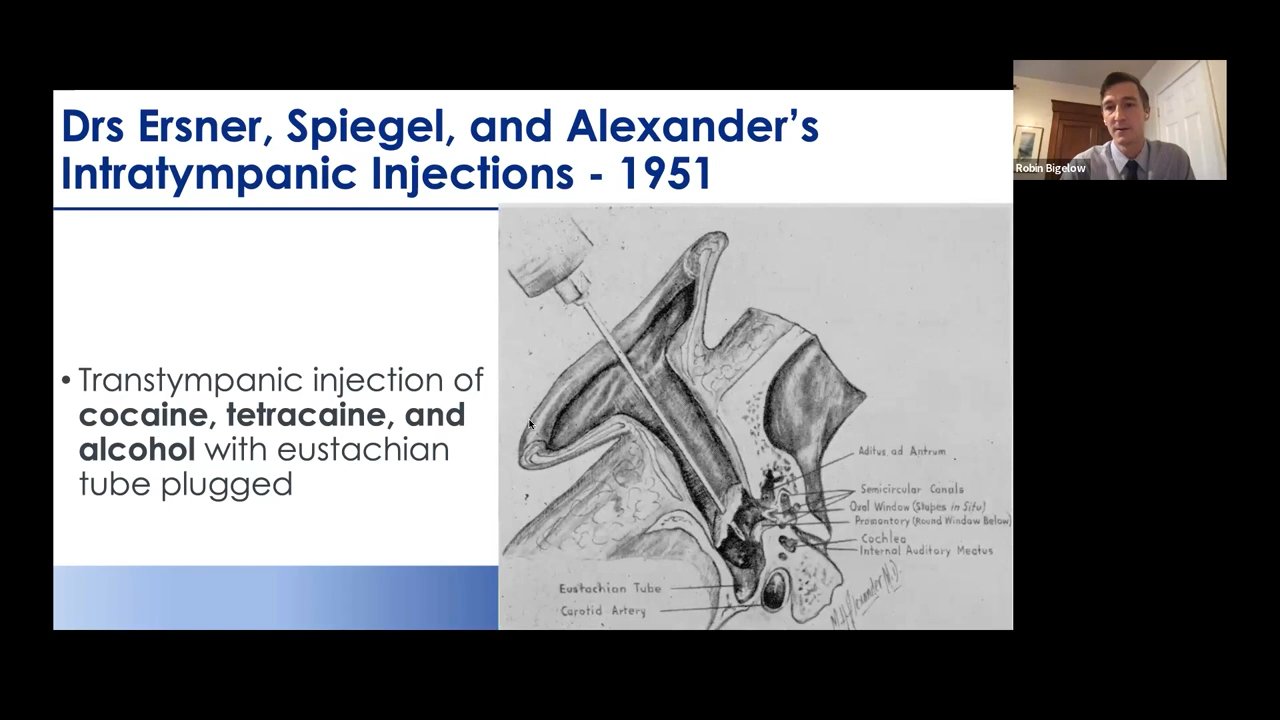 Drs Ersner, Spiegel, and Alexander’s
Intratympanic Injections - 1951
Robin Bigelow
• Transtympanic injection of
cocaine, tetracaine, and
alcohol with eustachian
tube plugged
Aditus ad Antrum
Semicircular Canals
Oval Window (Stapes in Situ)
Promontory (Round Window Below)
Cochlea
Internal Auditory Meatus
Eustachian Tube
Carotid Artery
Alexander M.D.